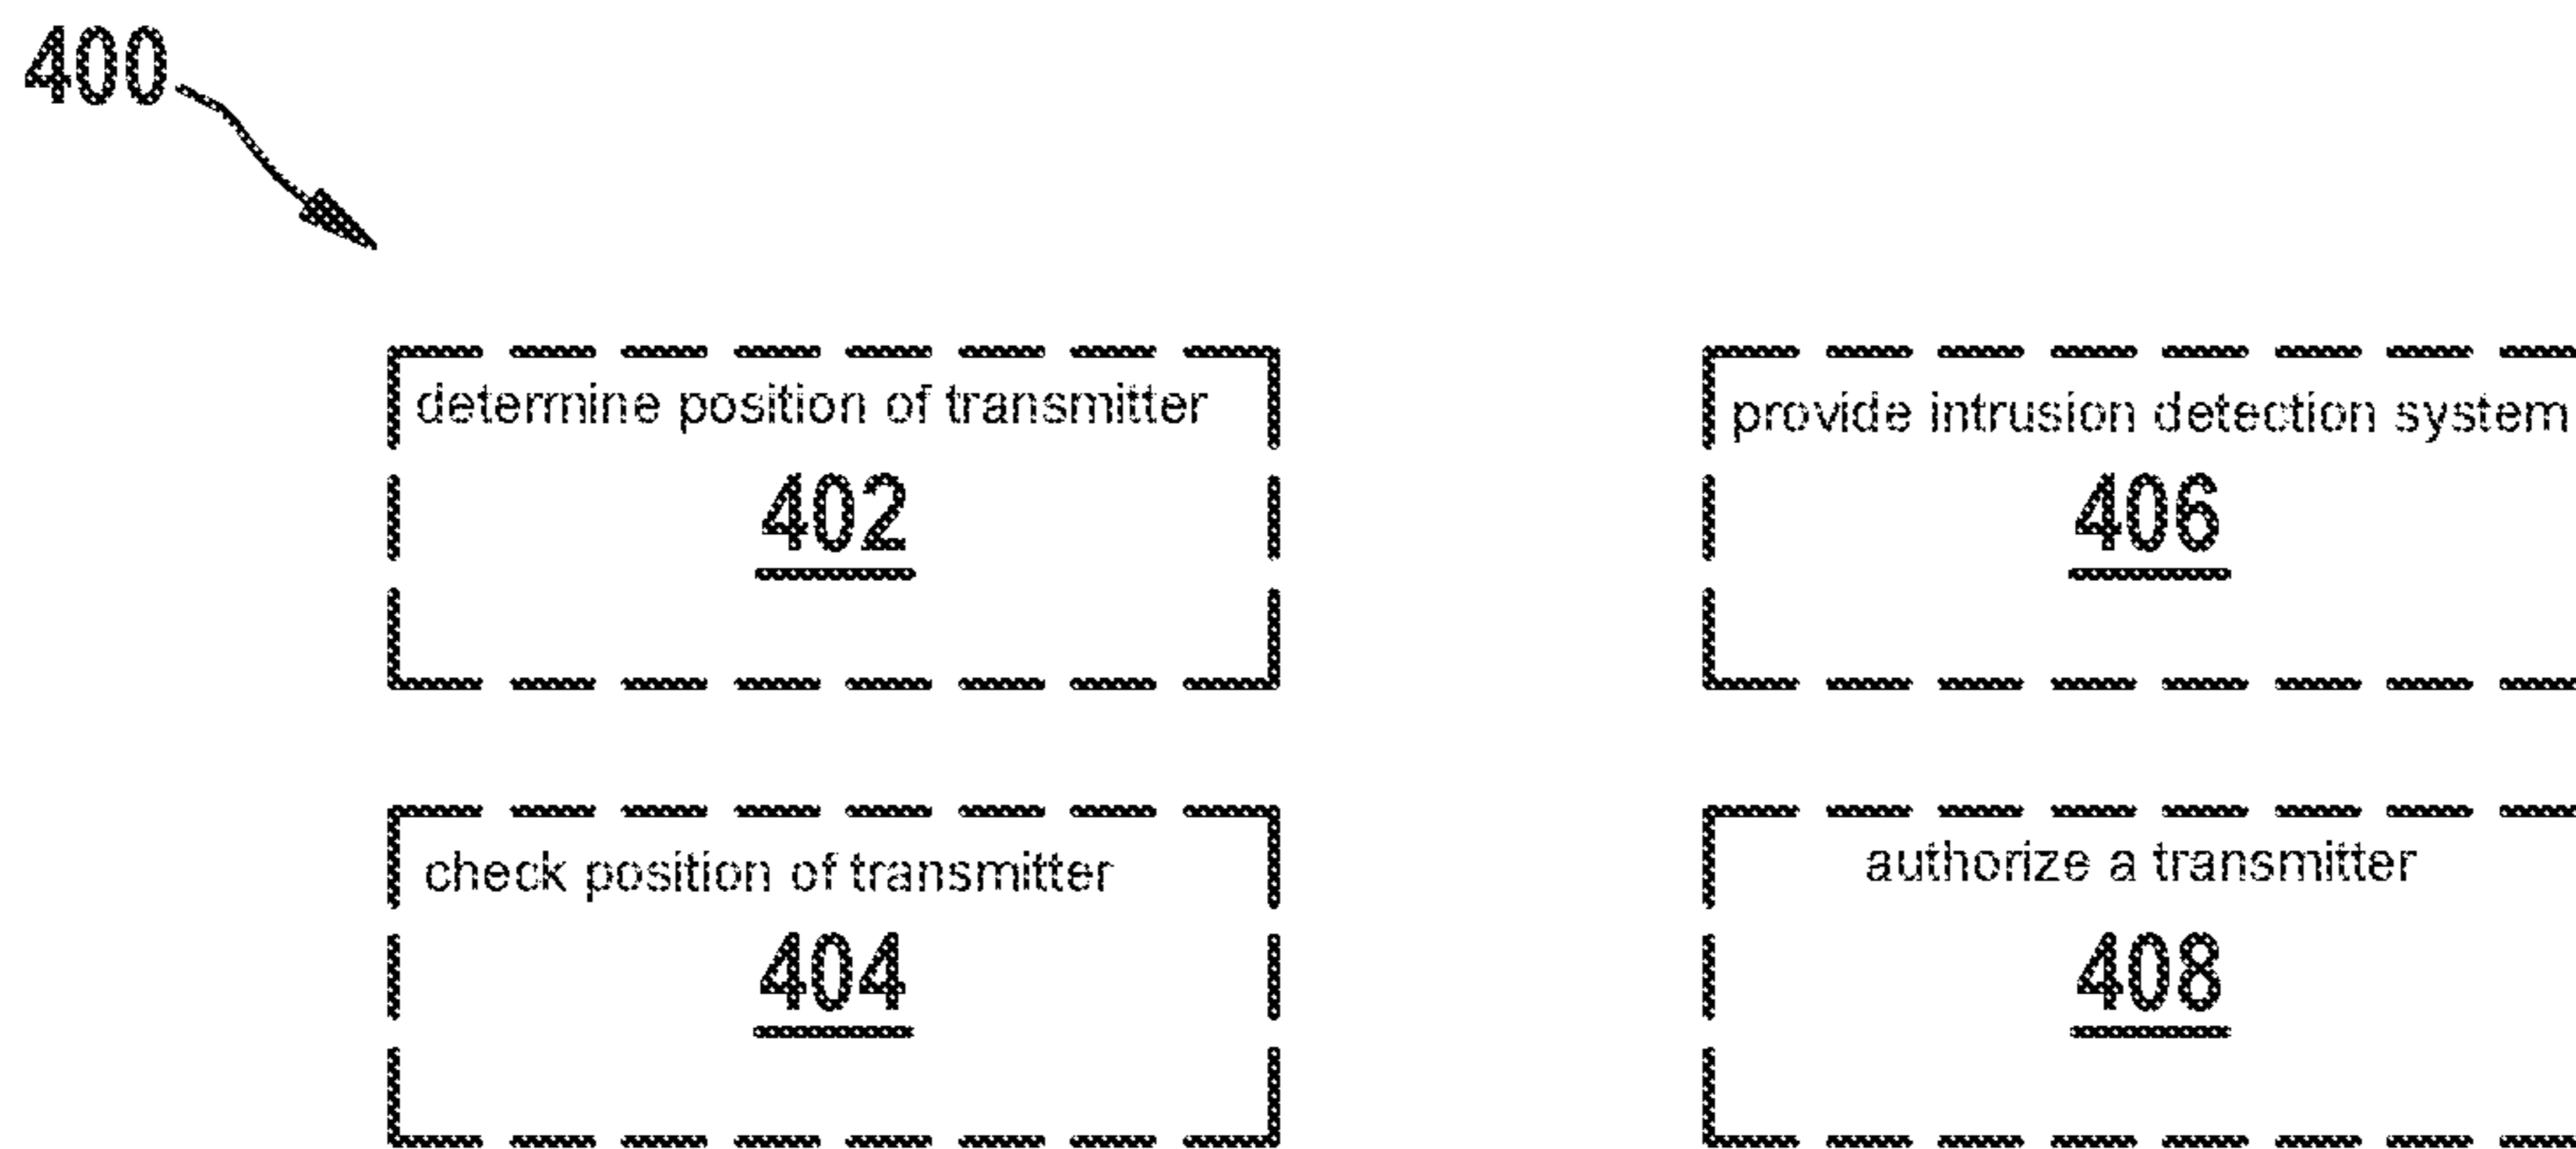 400
determine position of transmitter
402
provide intrusion detection system
406
check position of transmitter
404
authorize a transmitter
408